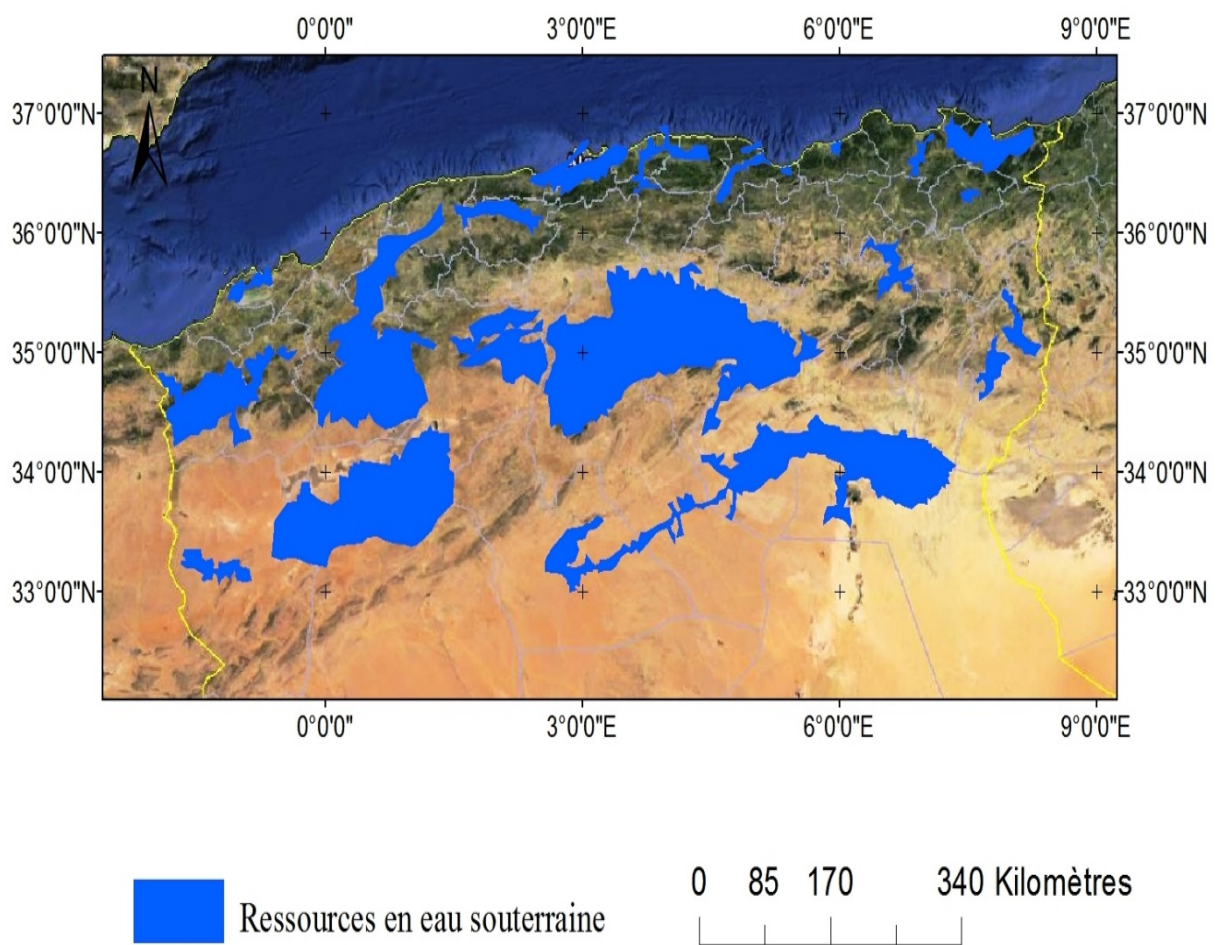 0°0'0" 3°0'0"E 6°0'0"E 9°0'0"E
N
37°0'0"N 37°0'0"N
36°0'0"N 36°0'0"N
35°0'0"N 35°0'0"N
34°0'0"N 34°0'0"N
33°0'0"N 33°0'0"N
0°0'0" 3°0'0"E 6°0'0"E 9°0'0"E
0 85 170 340 Kilomètres
Ressources en eau souterraine